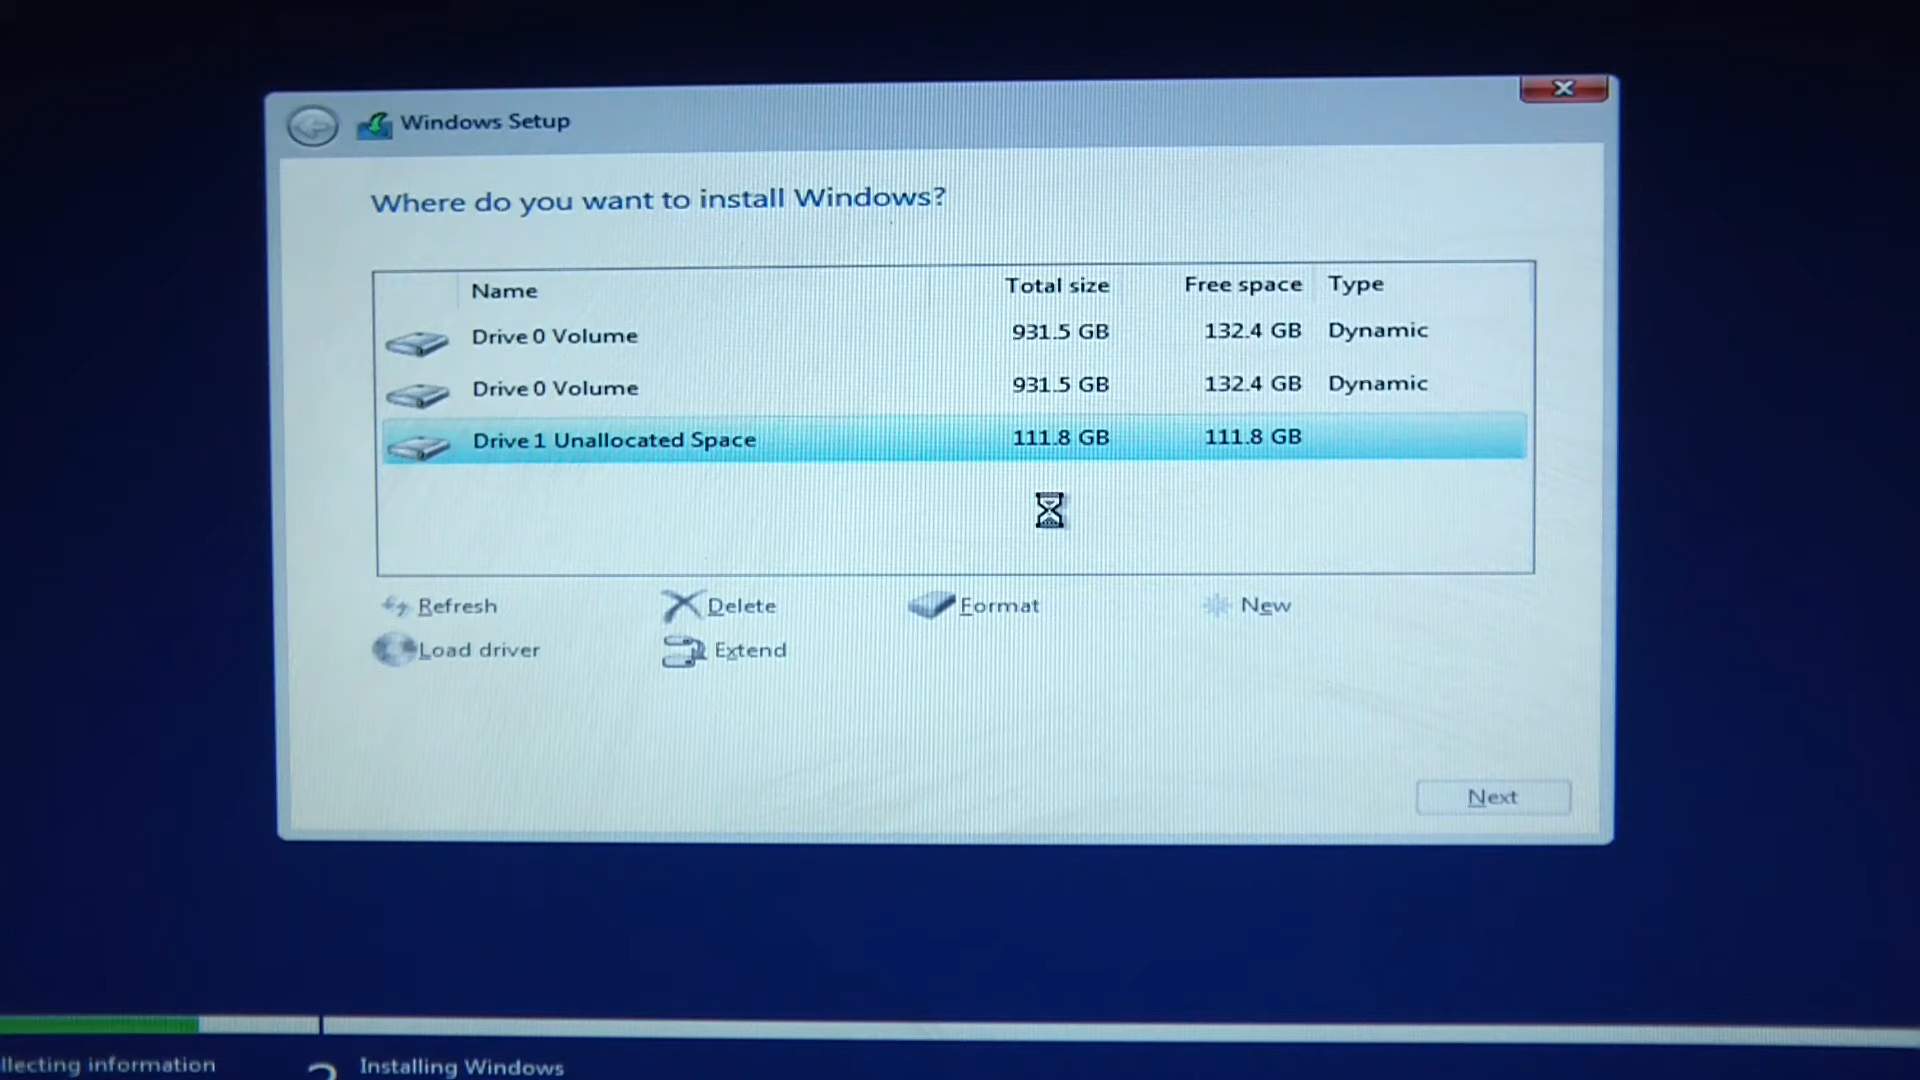 Windows Setup
Where do you want to install Windows?
Name Total size Free space Type
Drive 0 Volume 931.5 GB 132.4 GB Dynamic
Drive 0 Volume 931.5 GB 132.4 GB Dynamic
Drive 1 Unallocated Space 111.8 GB 111.8 GB
Refresh Delete Format New
Load driver Extend
Next
llecting information Installing Windows